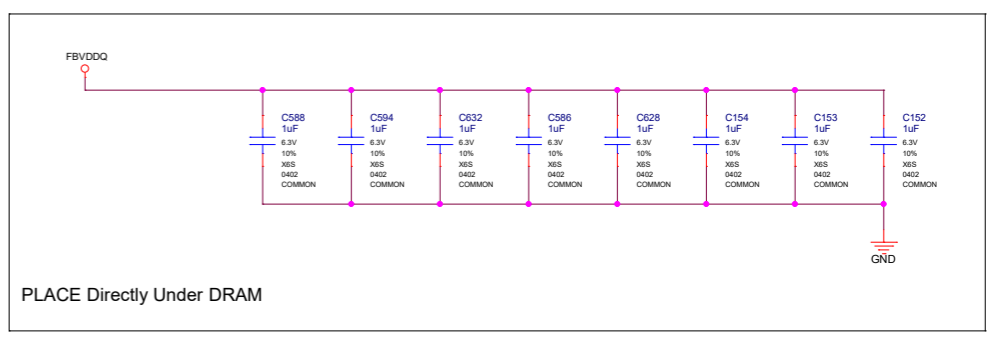 FBVDDQ
C588 C594 C632 C586 C628 C154 C153 C152
1uF 1uF 1uF 1uF 1uF 1uF 1uF 1uF
6.3V 6.3V 6.3V 6.3V 6.3V 6.3V 6.3V 6.3V
10% 10% 10% 10% 10% 10% 10% 10%
X6S X6S X6S X6S X6S X6S X6S X6S
0402 0402 0402 0402 0402 0402 0402 0402
COMMON COMMON COMMON COMMON COMMON COMMON COMMON COMMON
GND
PLACE Directly Under DRAM